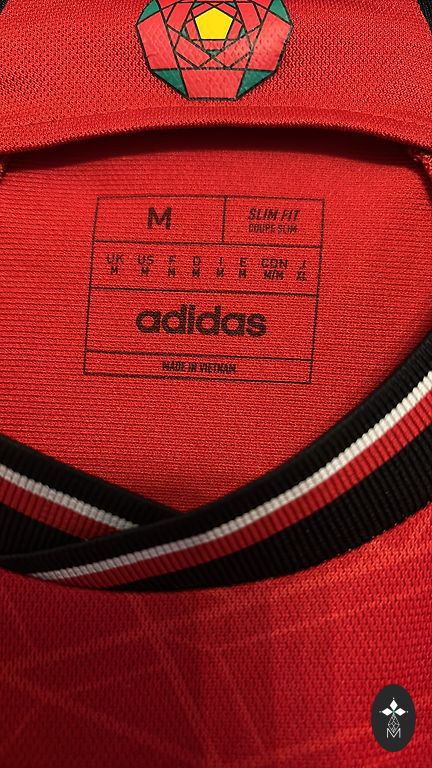 M
SLIM FIT
COUPE SLIM
UK US F D I E CDN J
M M M M M M M/M XL
adidas
MADE IN VIETNAM
M